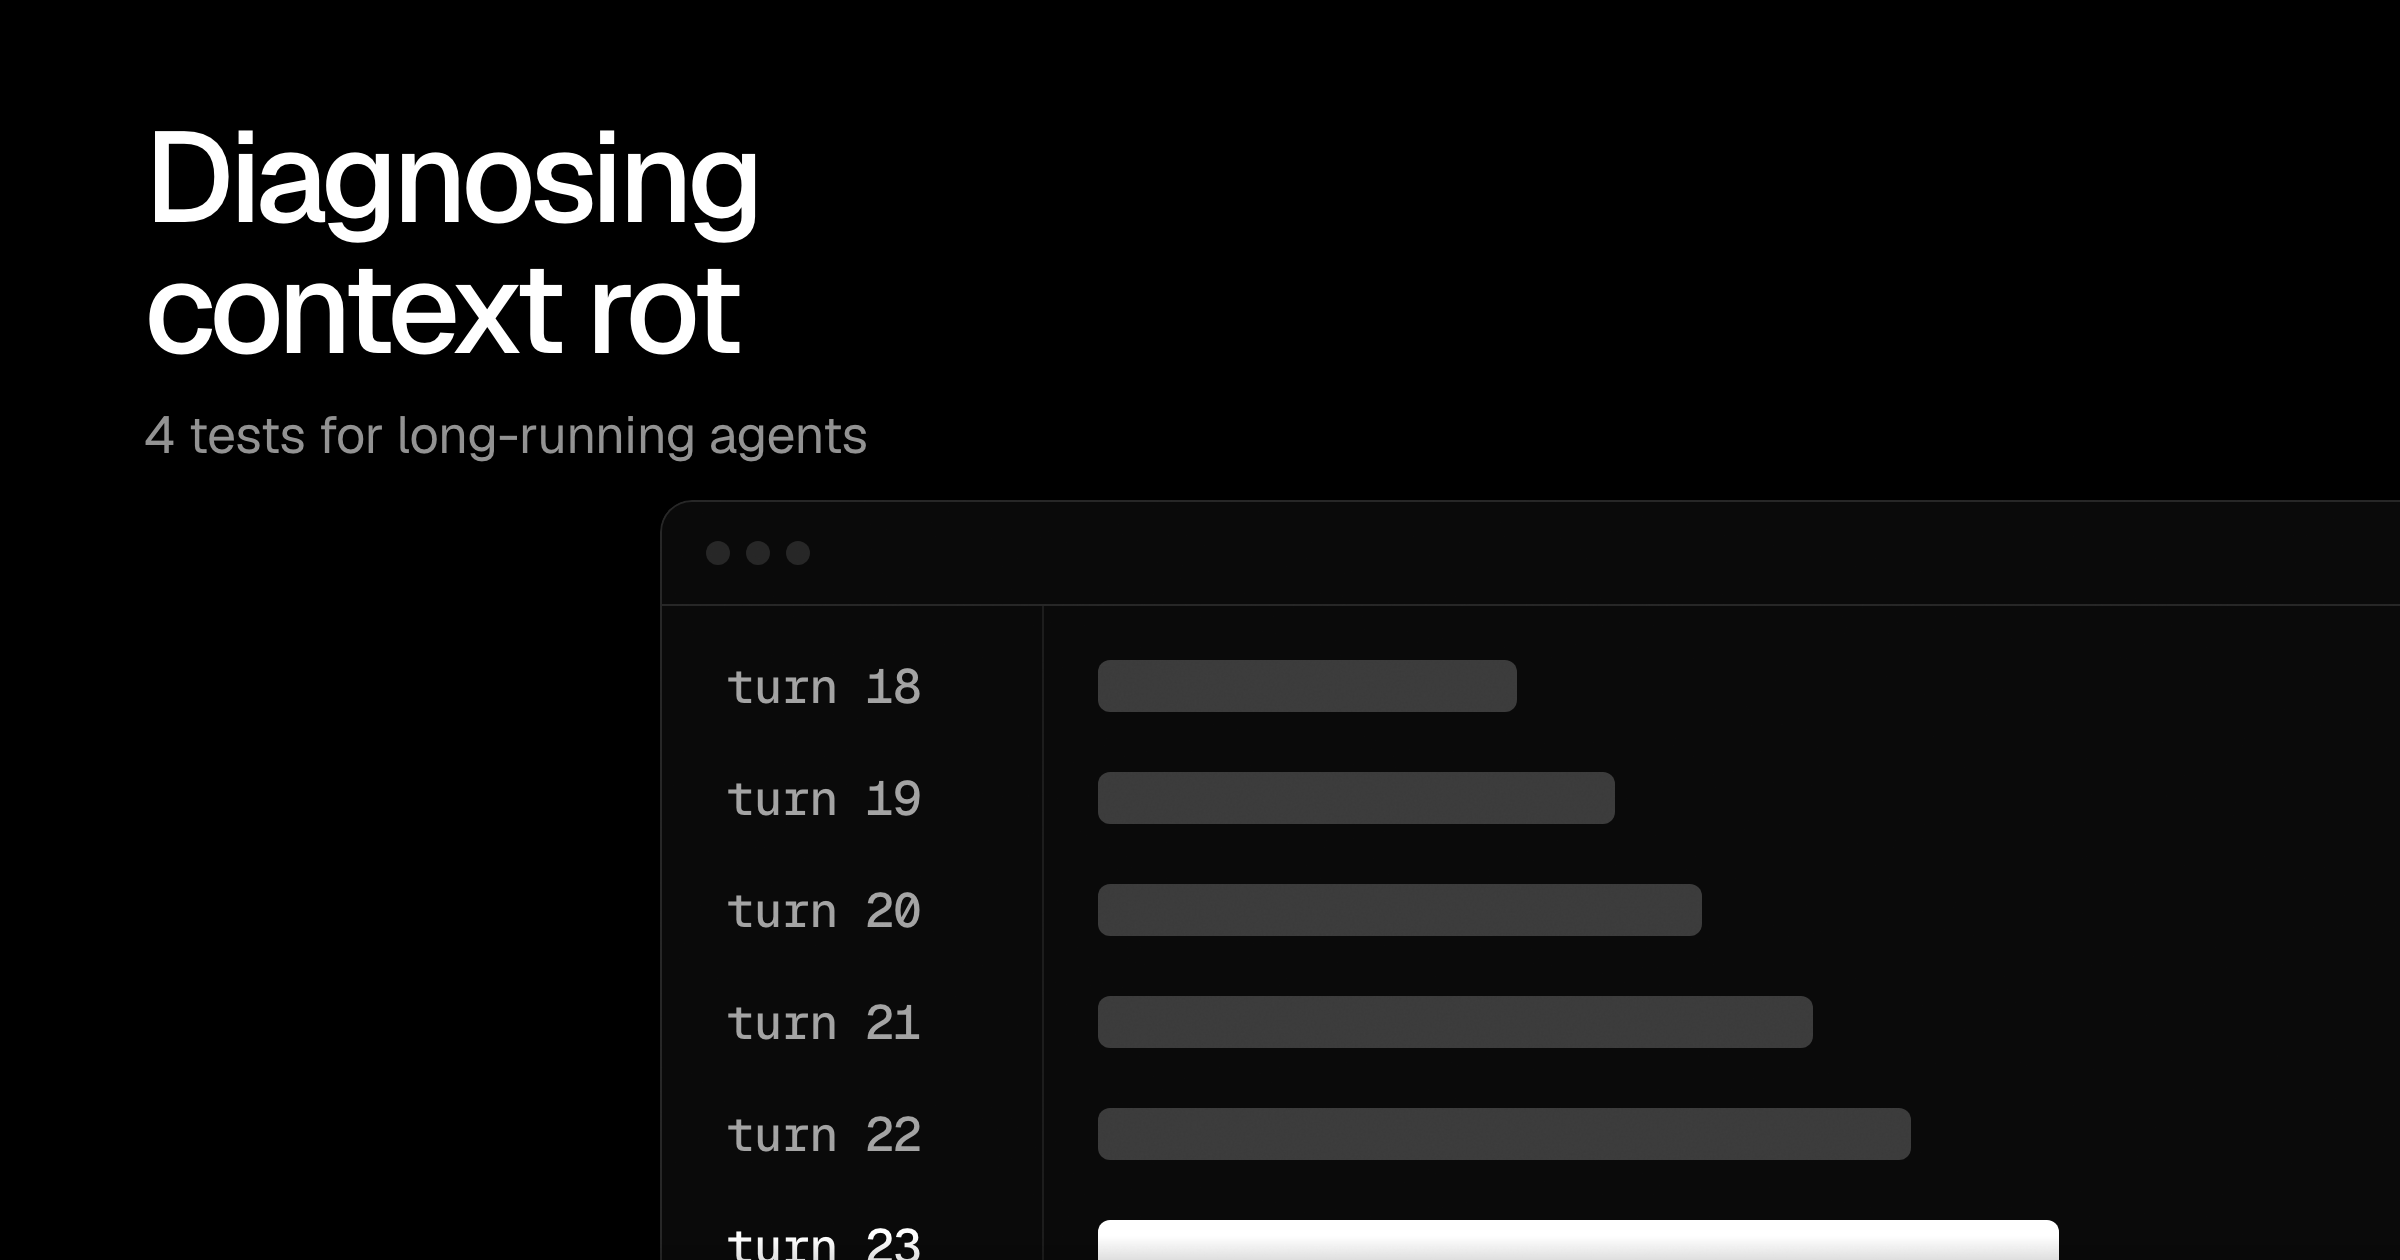 Diagnosing
context rot
4 tests for long-running agents
turn 18
turn 19
turn 20
turn 21
turn 22
turn 23